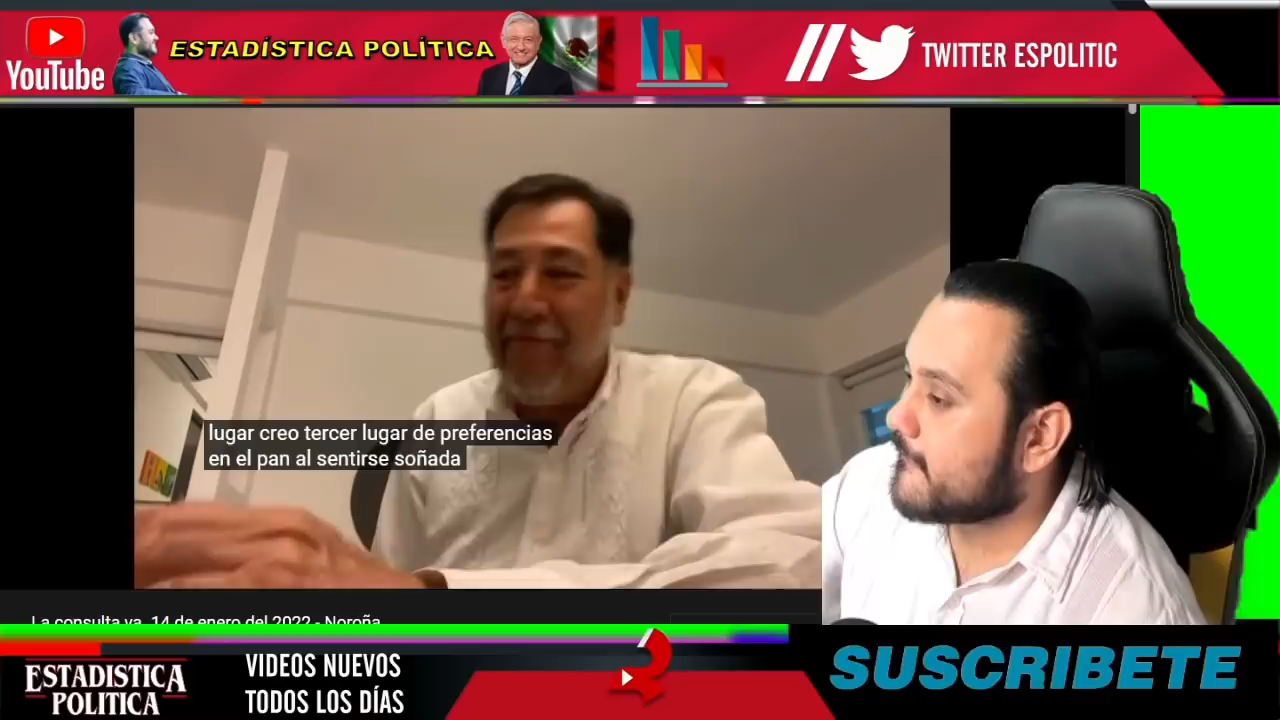 YouTube
ESTADÍSTICA POLÍTICA
TWITTER ESPOLITIC
lugar creo tercer lugar de preferencias
en el pan al sentirse soñada
La consulta va. 14 de enero del 2022 - Noroña
ESTADISTICA
POLÍTICA
VIDEOS NUEVOS
TODOS LOS DÍAS
SUSCRIBETE